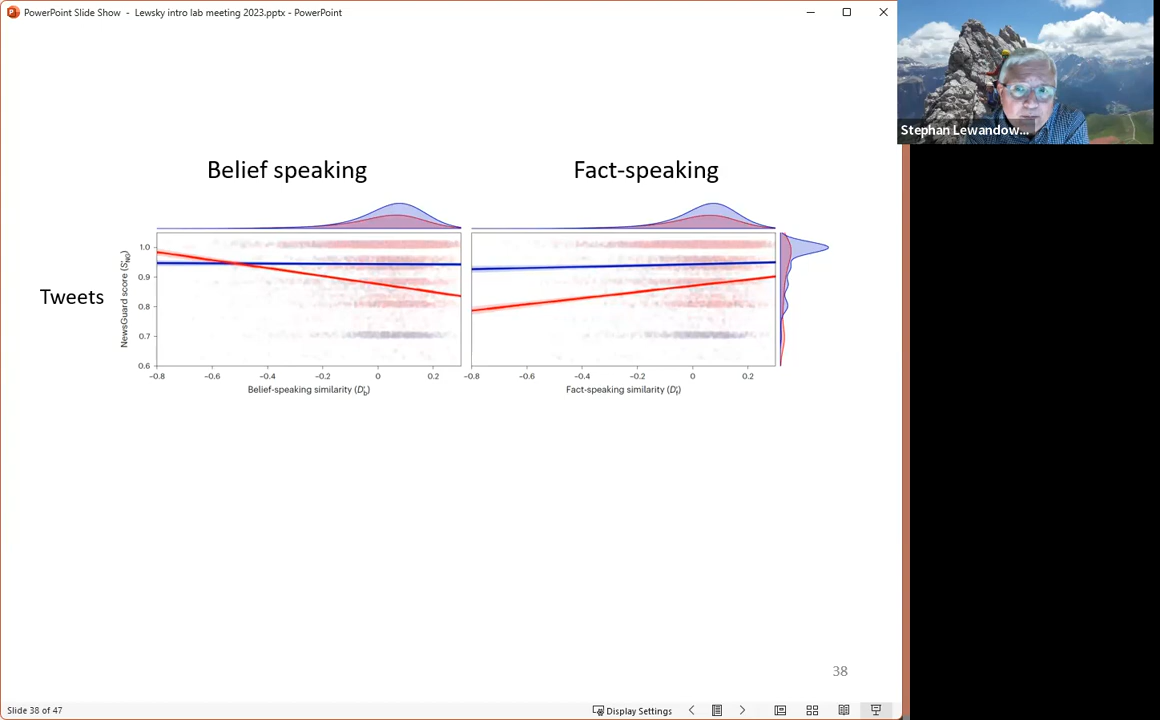 PowerPoint Slide Show - Lewsky intro lab meeting 2023.pptx - PowerPoint
Stephan Lewandow...
Belief speaking
Fact-speaking
Tweets
NewsGuard score (S_NG)
1.0
0.9
0.8
0.7
0.6
−0.8 −0.6 −0.4 −0.2 0 0.2
−0.8 −0.6 −0.4 −0.2 0 0.2
Belief-speaking similarity (D'_b)
Fact-speaking similarity (D'_f)
38
Slide 38 of 47
Display Settings